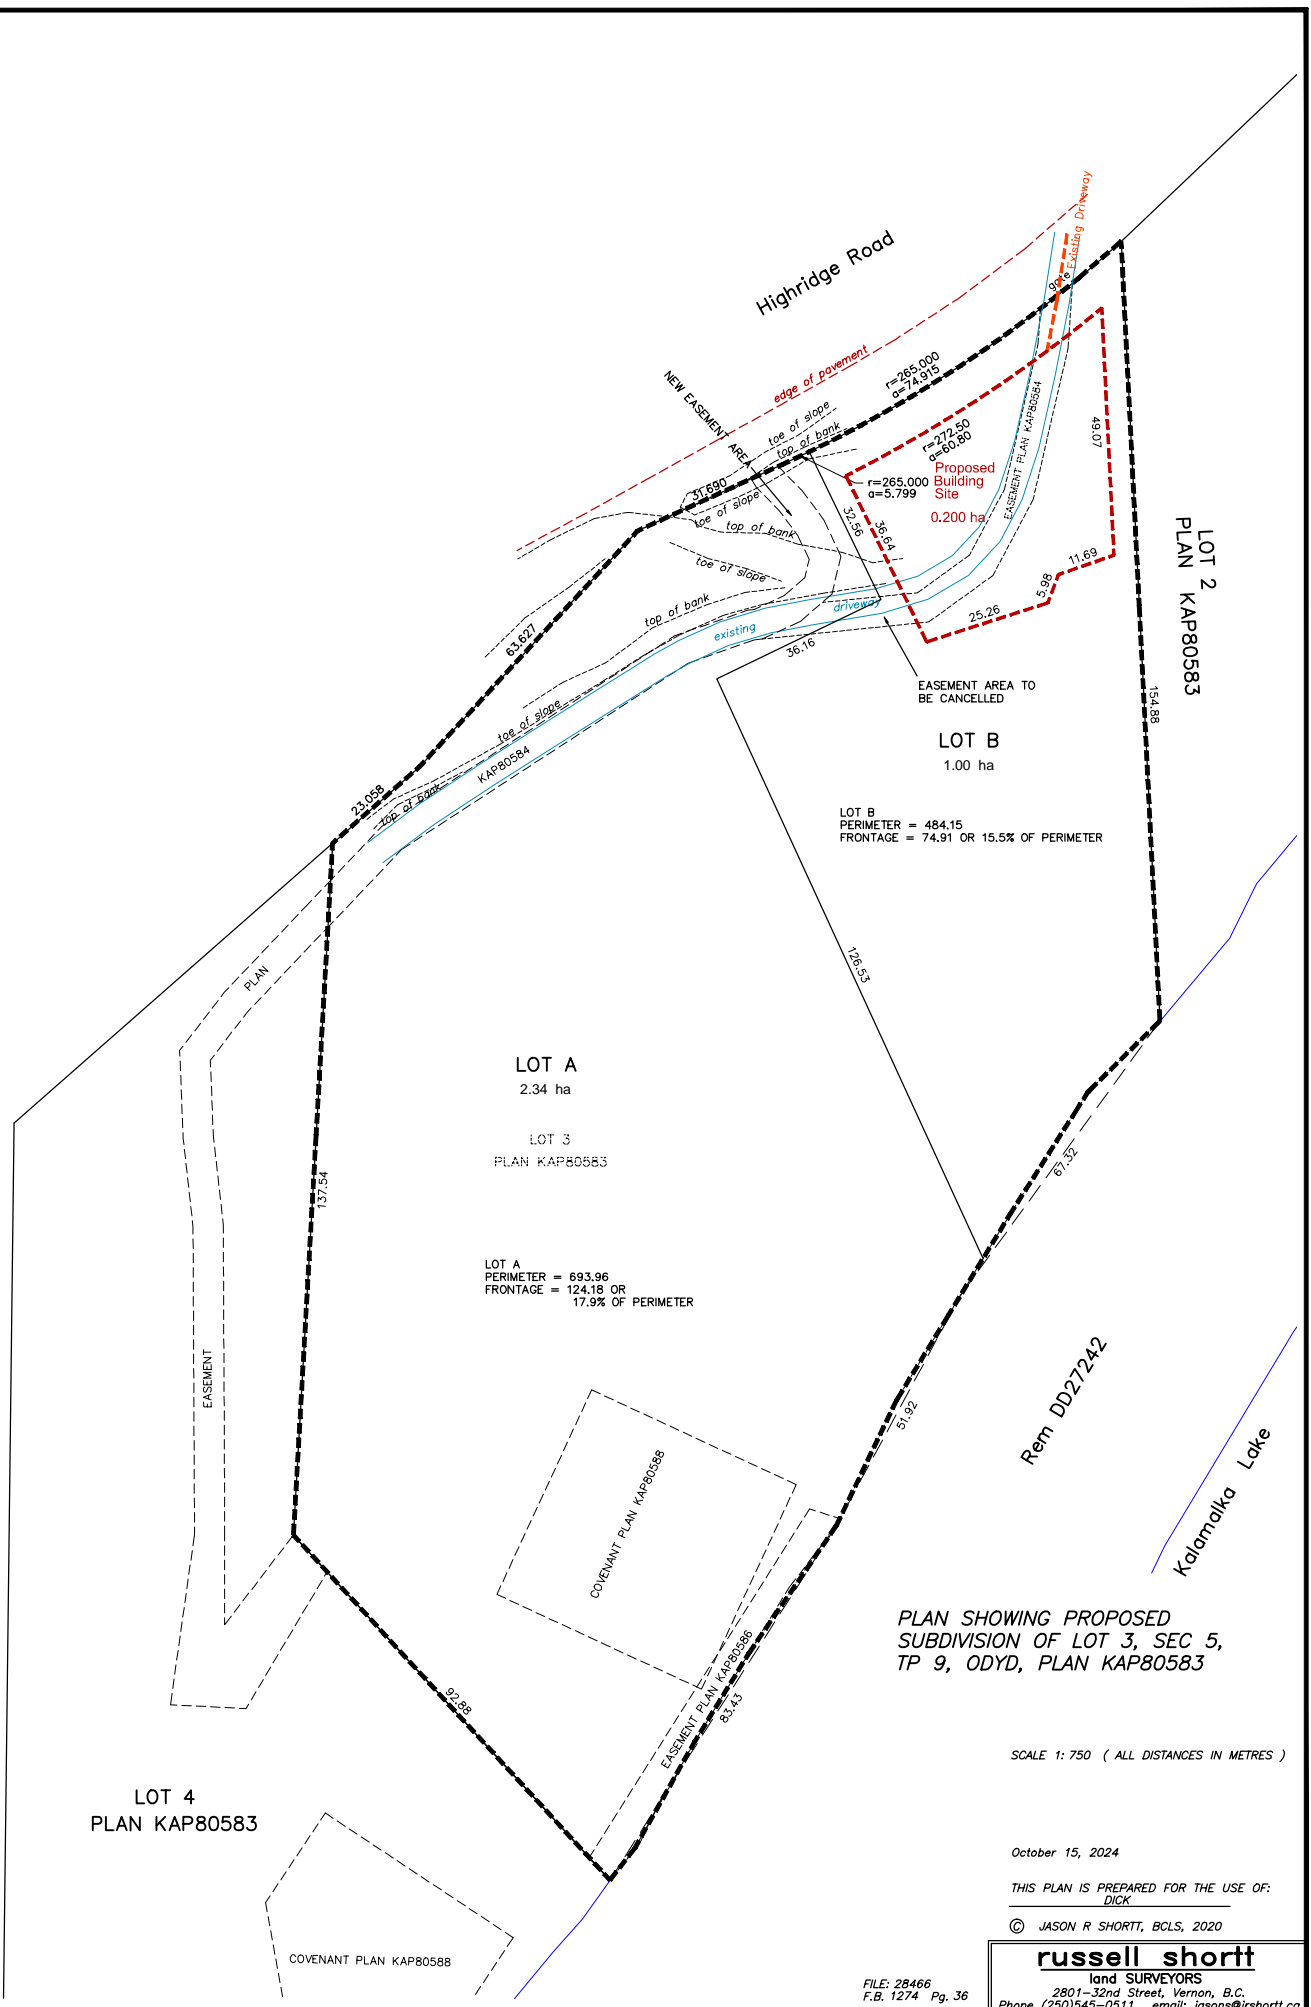 Highridge Road
Existing Driveway
gate
edge of pavement
r=265.000
a=74.915
NEW EASEMENT AREA
toe of slope
top of bank
r=272.50
a=60.80
Proposed
Building
Site
0.200 ha
r=265.000
a=5.799
EASEMENT PLAN KAP80584
49.07
31.690
toe of slope
top of bank
32.56
36.64
LOT 2
PLAN KAP80583
toe of slope
11.69
5.98
25.26
top of bank
driveway
existing
63.627
36.16
EASEMENT AREA TO
BE CANCELLED
154.88
toe of slope
KAP80584
LOT B
1.00 ha
23.058
top of bank
LOT B
PERIMETER = 484.15
FRONTAGE = 74.91 OR 15.5% OF PERIMETER
PLAN
126.53
LOT A
2.34 ha
LOT 3
PLAN KAP80583
137.54
67.32
LOT A
PERIMETER = 693.96
FRONTAGE = 124.18 OR
17.9% OF PERIMETER
EASEMENT
51.92
Rem DD27242
Kalamalka Lake
COVENANT PLAN KAP80588
EASEMENT PLAN KAP80586
83.43
92.88
PLAN SHOWING PROPOSED
SUBDIVISION OF LOT 3, SEC 5,
TP 9, ODYD, PLAN KAP80583
SCALE 1: 750 ( ALL DISTANCES IN METRES )
LOT 4
PLAN KAP80583
October 15, 2024
THIS PLAN IS PREPARED FOR THE USE OF:
DICK
© JASON R SHORTT, BCLS, 2020
COVENANT PLAN KAP80588
FILE: 28466
F.B. 1274 Pg. 36
russell shortt
land SURVEYORS
2801-32nd Street, Vernon, B.C.
Phone (250)545-0511 email: jasons@jrshortt.ca